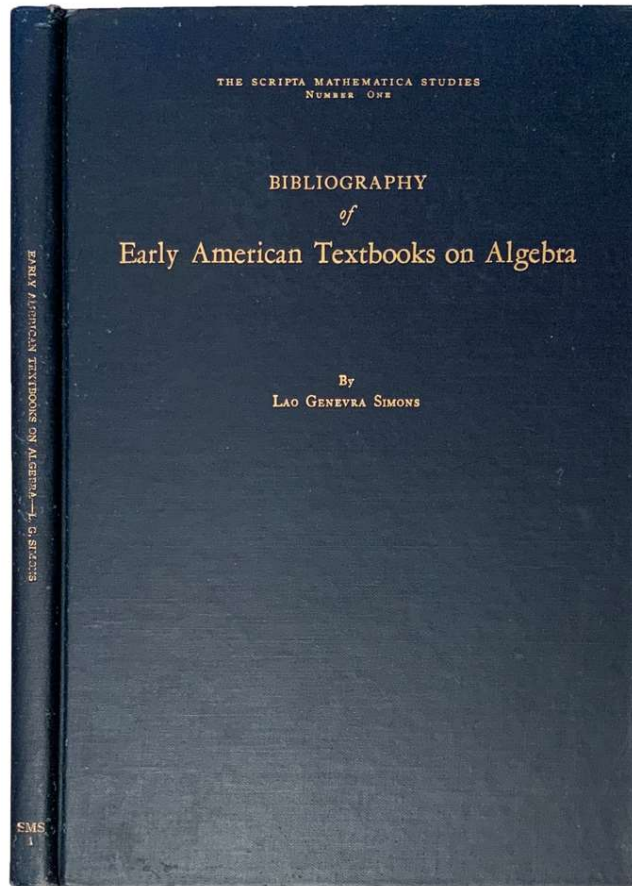 THE SCRIPTA MATHEMATICA STUDIES
NUMBER ONE
BIBLIOGRAPHY
of
Early American Textbooks on Algebra
By
LAO GENEVRA SIMONS
EARLY AMERICAN TEXTBOOKS ON ALGEBRA—L. G. SIMONS
SMS
1